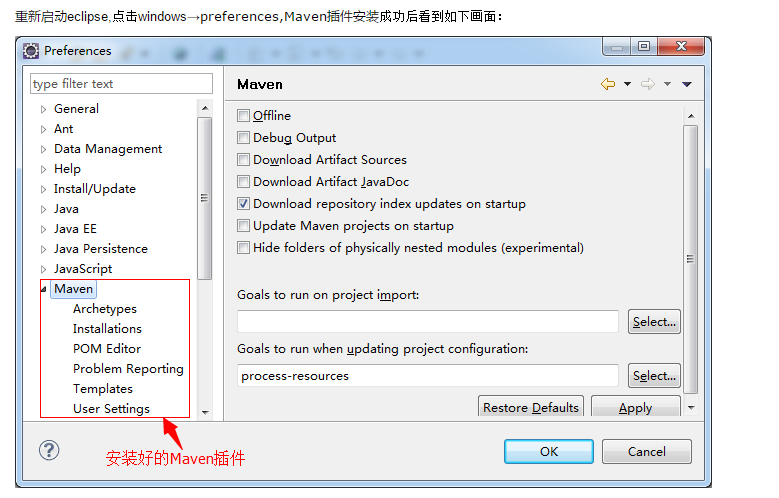 重新启动eclipse,点击windows→preferences,Maven插件安装成功后看到如下画面：
Preferences
type filter text
General
Ant
Data Management
Help
Install/Update
Java
Java EE
Java Persistence
JavaScript
Maven
Archetypes
Installations
POM Editor
Problem Reporting
Templates
User Settings
安装好的Maven插件
Maven
Offline
Debug Output
Download Artifact Sources
Download Artifact JavaDoc
Download repository index updates on startup
Update Maven projects on startup
Hide folders of physically nested modules (experimental)
Goals to run on project import:
Select...
Goals to run when updating project configuration:
process-resources
Select...
Restore Defaults
Apply
OK
Cancel